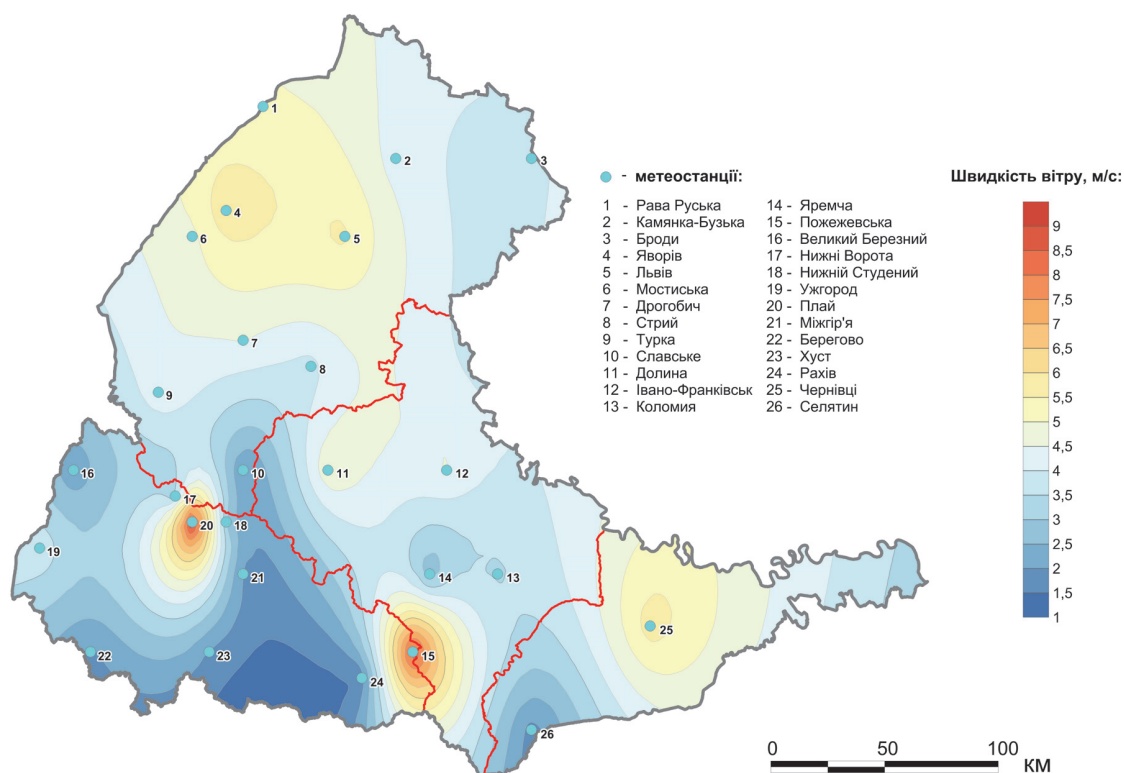 1
2
3
4
5
6
7
8
9
10
11
12
13
14
15
16
17
18
19
20
21
22
23
24
25
26
- метеостанції:
1 - Рава Руська
2 - Камянка-Бузька
3 - Броди
4 - Яворів
5 - Львів
6 - Мостиська
7 - Дрогобич
8 - Стрий
9 - Турка
10 - Славське
11 - Долина
12 - Івано-Франківськ
13 - Коломия
14 - Яремча
15 - Пожежевська
16 - Великий Березний
17 - Нижні Ворота
18 - Нижній Студений
19 - Ужгород
20 - Плай
21 - Міжгір'я
22 - Берегово
23 - Хуст
24 - Рахів
25 - Чернівці
26 - Селятин
Швидкість вітру, м/с:
9
8,5
8
7,5
7
6,5
6
5,5
5
4,5
4
3,5
3
2,5
2
1,5
1
0 50 100
КМ